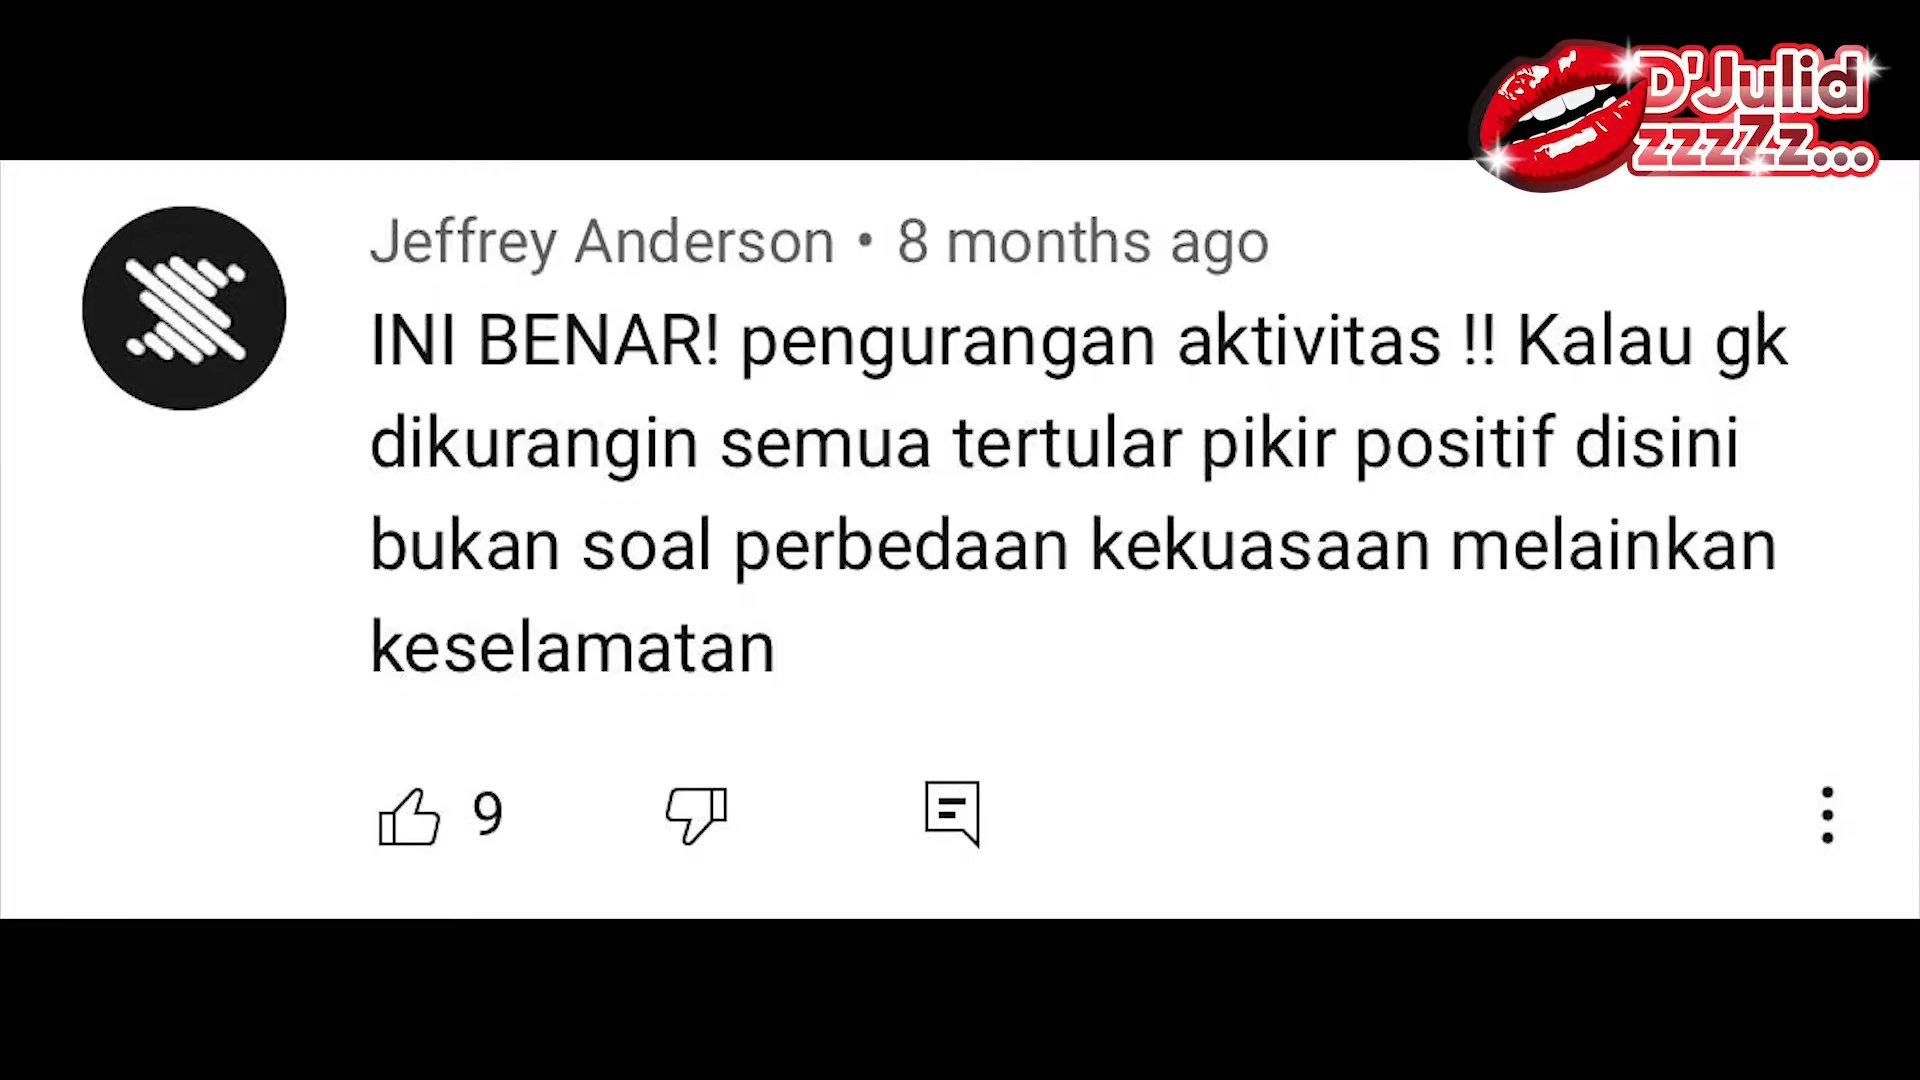 D'Julid
zzzzZz...
Jeffrey Anderson • 8 months ago
INI BENAR! pengurangan aktivitas !! Kalau gk
dikurangin semua tertular pikir positif disini
bukan soal perbedaan kekuasaan melainkan
keselamatan
9